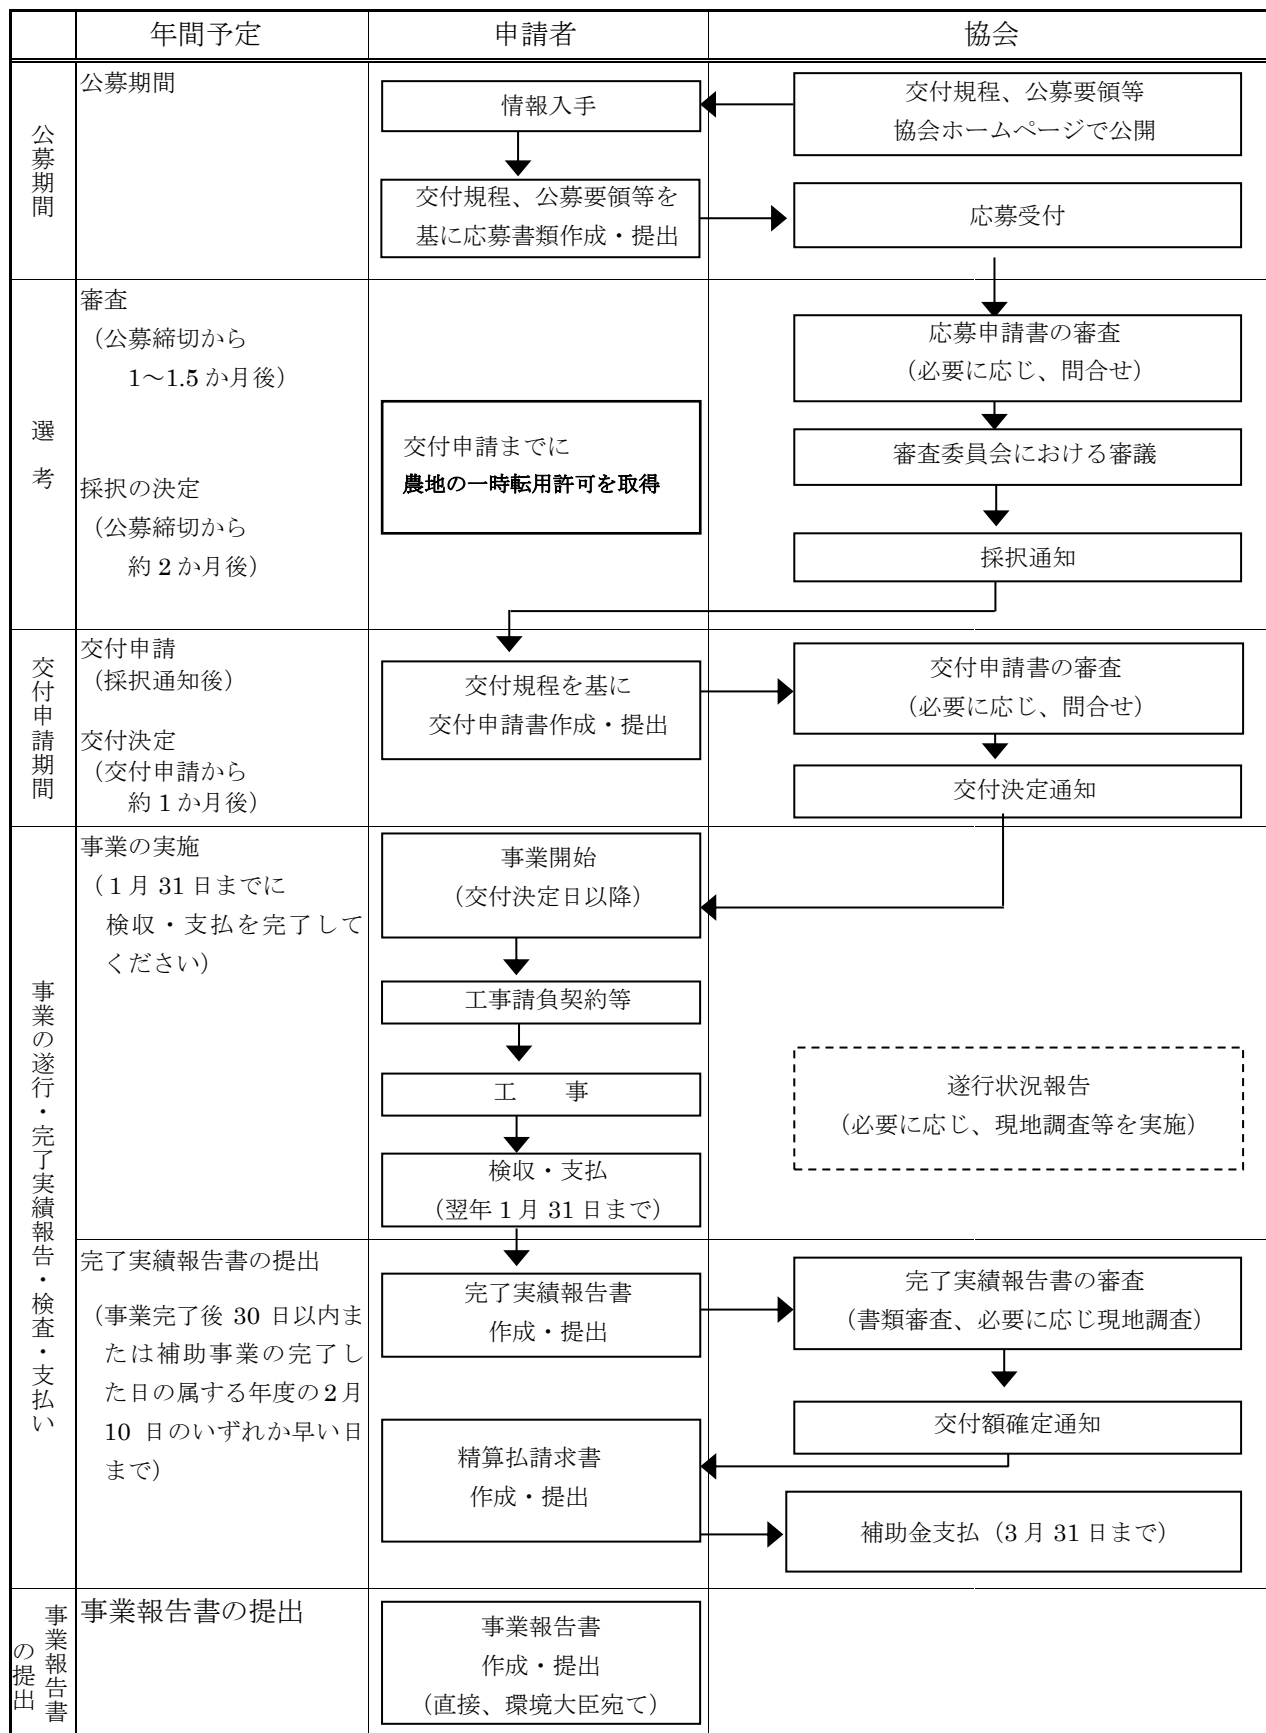 年間予定
申請者
協会
公募期間
公募期間
情報入手
交付規程、公募要領等
協会ホームページで公開
交付規程、公募要領等を
基に応募書類作成・提出
応募受付
選考
審査
（公募締切から
1～1.5か月後）
採択の決定
（公募締切から
約2か月後）
交付申請までに
農地の一時転用許可を取得
応募申請書の審査
（必要に応じ、問合せ）
審査委員会における審議
採択通知
交付申請期間
交付申請
（採択通知後）
交付決定
（交付申請から
約1か月後）
交付規程を基に
交付申請書作成・提出
交付申請書の審査
（必要に応じ、問合せ）
交付決定通知
事業の遂行・完了実績報告・検査・支払い
事業の実施
（1月31日までに
検収・支払を完了して
ください）
事業開始
（交付決定日以降）
工事請負契約等
工　事
検収・支払
（翌年1月31日まで）
遂行状況報告
（必要に応じ、現地調査等を実施）
完了実績報告書の提出
（事業完了後 30 日以内ま
たは補助事業の完了し
た日の属する年度の2月
10 日のいずれか早い日
まで）
完了実績報告書
作成・提出
完了実績報告書の審査
（書類審査、必要に応じ現地調査）
交付額確定通知
精算払請求書
作成・提出
補助金支払（3月31日まで）
事業報告書
の提出
事業報告書の提出
事業報告書
作成・提出
（直接、環境大臣宛て）